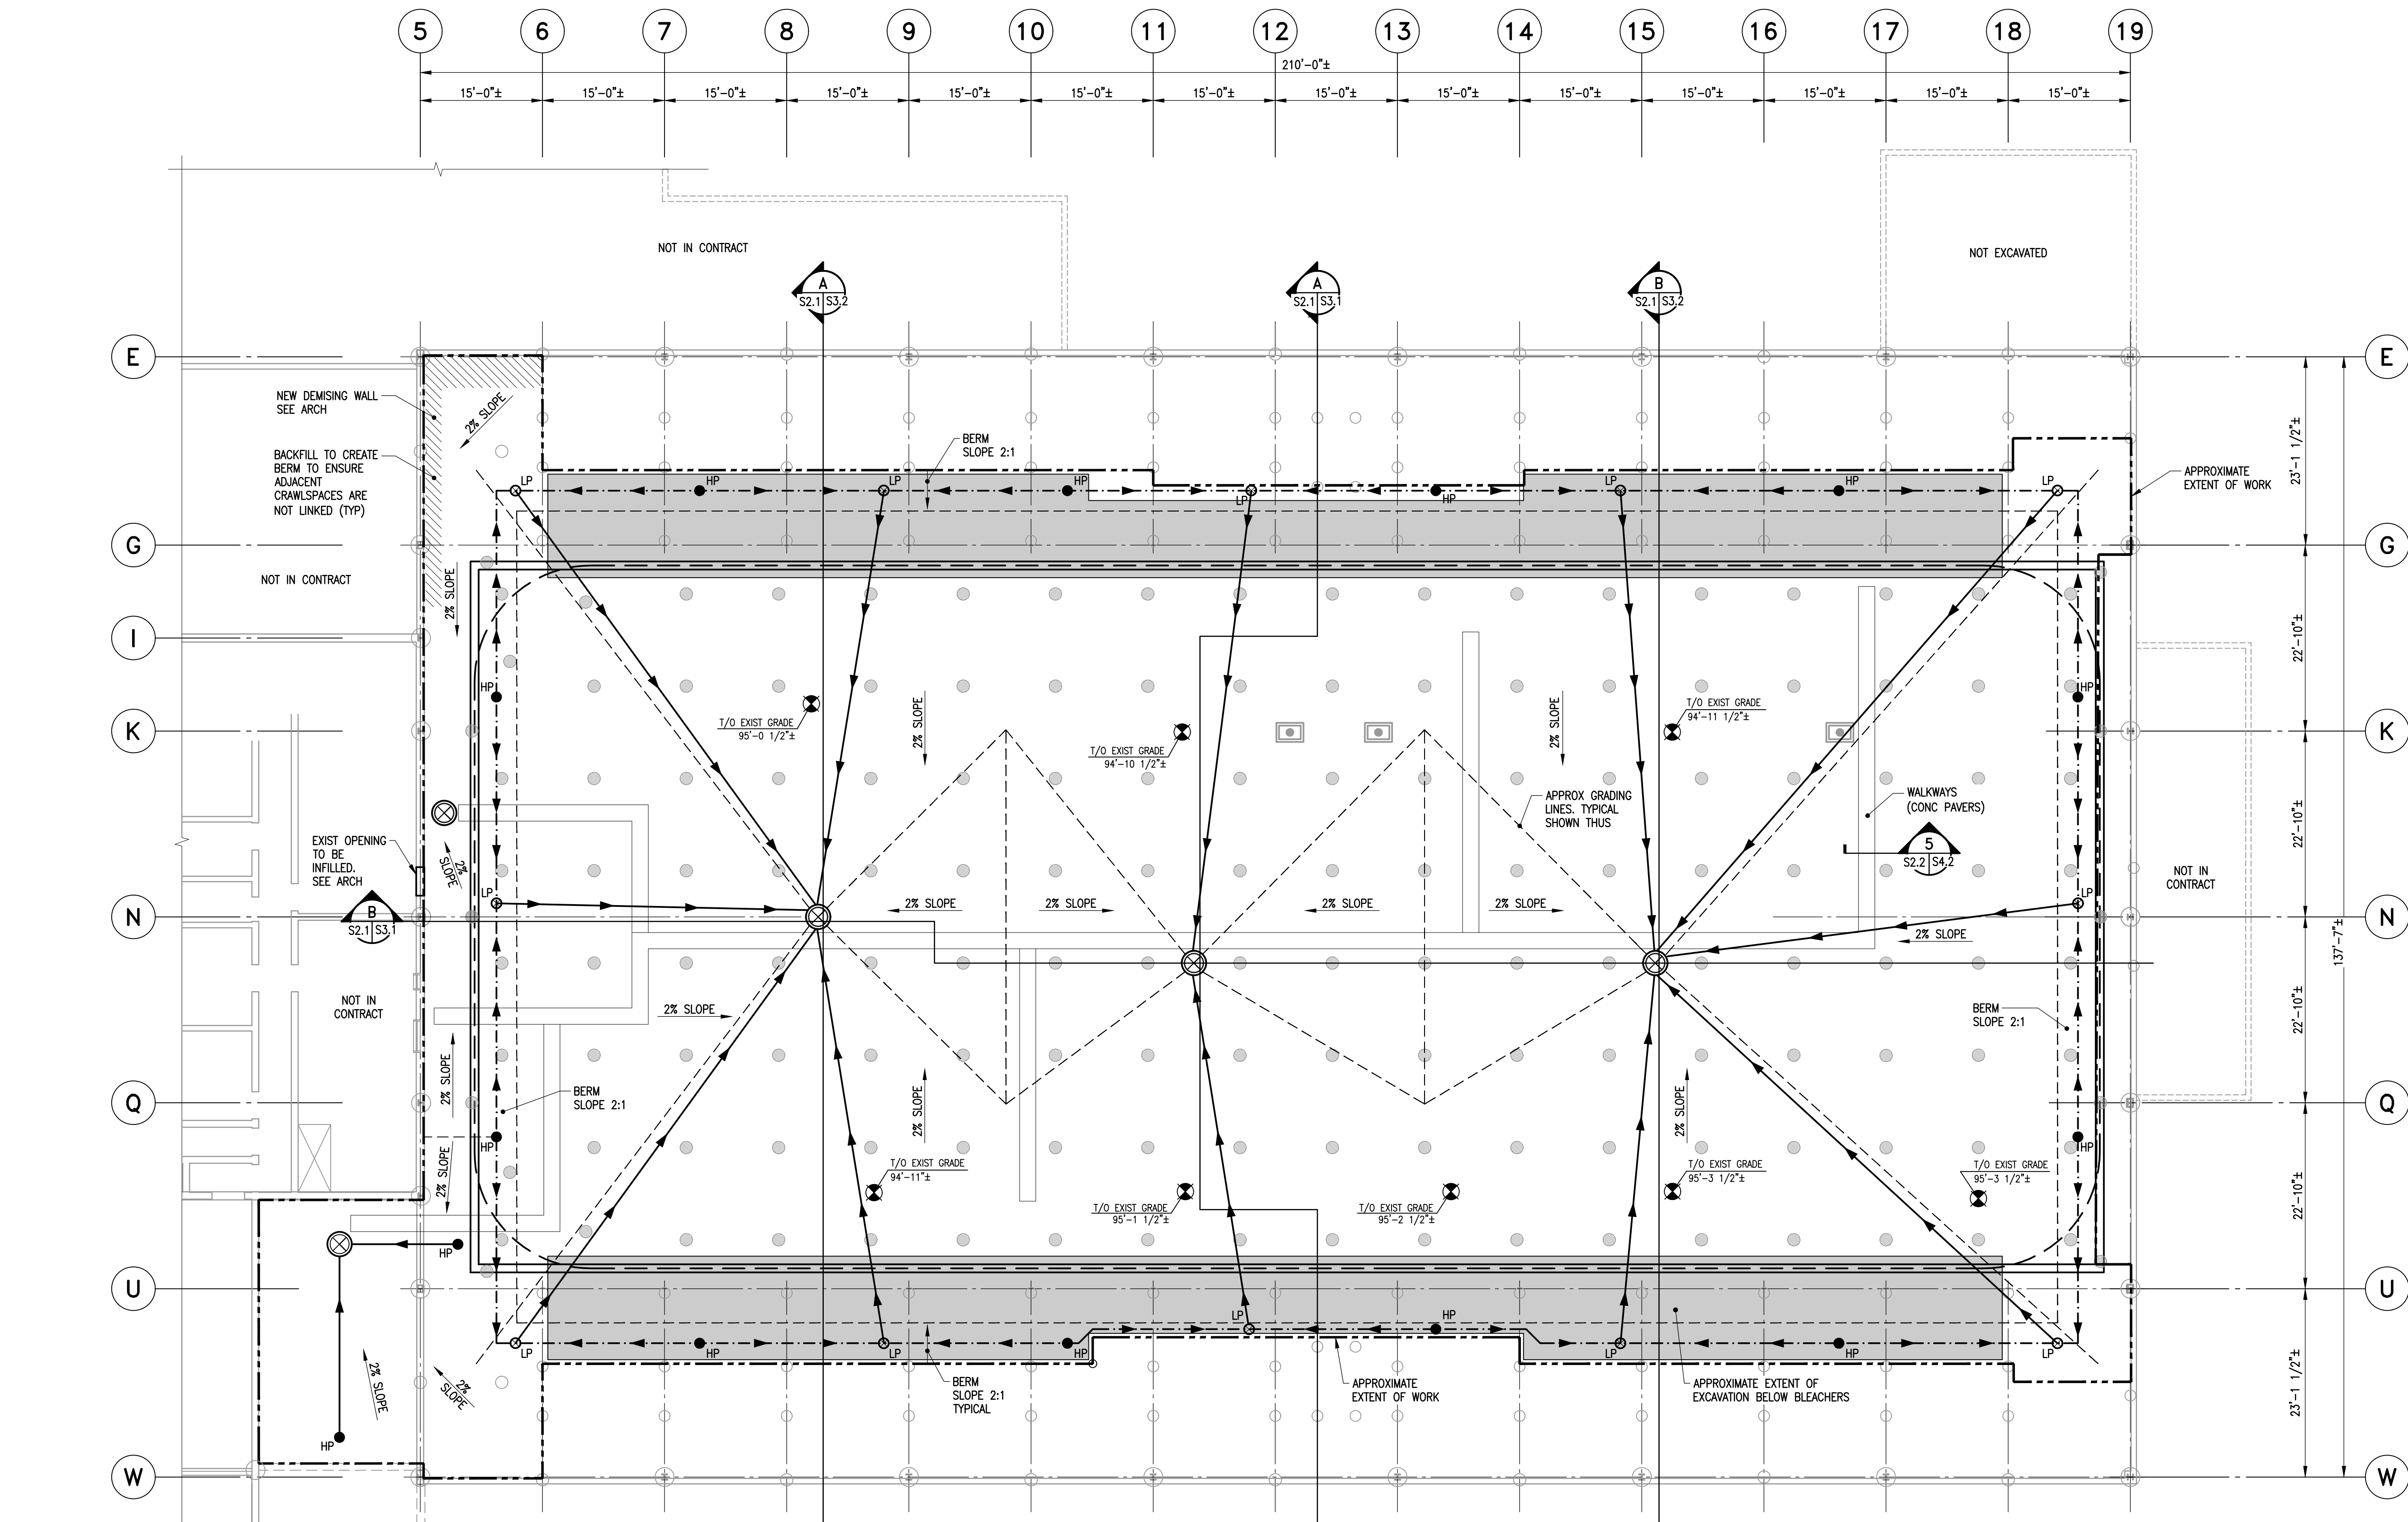 5 6 7 8 9 10 11 12 13 14 15 16 17 18 19
210'-0"±
15'-0"± 15'-0"± 15'-0"± 15'-0"± 15'-0"± 15'-0"± 15'-0"± 15'-0"± 15'-0"± 15'-0"± 15'-0"± 15'-0"± 15'-0"± 15'-0"±
NOT IN CONTRACT
NOT EXCAVATED
A
S2.1 S3.2
A
S2.1 S3.1
B
S2.1 S3.2
E
E
NEW DEMISING WALL
SEE ARCH
2% SLOPE
BACKFILL TO CREATE
BERM TO ENSURE
ADJACENT
CRAWLSPACES ARE
NOT LINKED (TYP)
BERM
SLOPE 2:1
APPROXIMATE
EXTENT OF WORK
23'-1 1/2"±
LP
HP
LP
HP
LP
HP
LP
HP
LP
G
G
NOT IN CONTRACT
2% SLOPE
I
I
22'-10"±
HP
HP
T/O EXIST GRADE
95'-0 1/2"±
2% SLOPE
T/O EXIST GRADE
94'-10 1/2"±
2% SLOPE
T/O EXIST GRADE
94'-11 1/2"±
K
K
22'-10"±
APPROX GRADING
LINES. TYPICAL
SHOWN THUS
WALKWAYS
(CONC PAVERS)
EXIST OPENING
TO BE
INFILLED.
SEE ARCH
2%
SLOPE
5
S2.2 S4.2
NOT IN
CONTRACT
LP
LP
B
S2.1 S3.1
N
N
22'-10"±
2% SLOPE
2% SLOPE
2% SLOPE
2% SLOPE
2% SLOPE
137'-7"±
NOT IN
CONTRACT
2% SLOPE
BERM
SLOPE 2:1
22'-10"±
2% SLOPE
BERM
SLOPE 2:1
2% SLOPE
2% SLOPE
Q
Q
HP
HP
2% SLOPE
T/O EXIST GRADE
94'-11"±
T/O EXIST GRADE
95'-1 1/2"±
T/O EXIST GRADE
95'-2 1/2"±
T/O EXIST GRADE
95'-3 1/2"±
T/O EXIST GRADE
95'-3 1/2"±
22'-10"±
HP
U
U
LP
HP
LP
HP
LP
HP
LP
HP
LP
2% SLOPE
2%
SLOPE
BERM
SLOPE 2:1
TYPICAL
APPROXIMATE
EXTENT OF WORK
APPROXIMATE EXTENT OF
EXCAVATION BELOW BLEACHERS
23'-1 1/2"±
HP
W
W